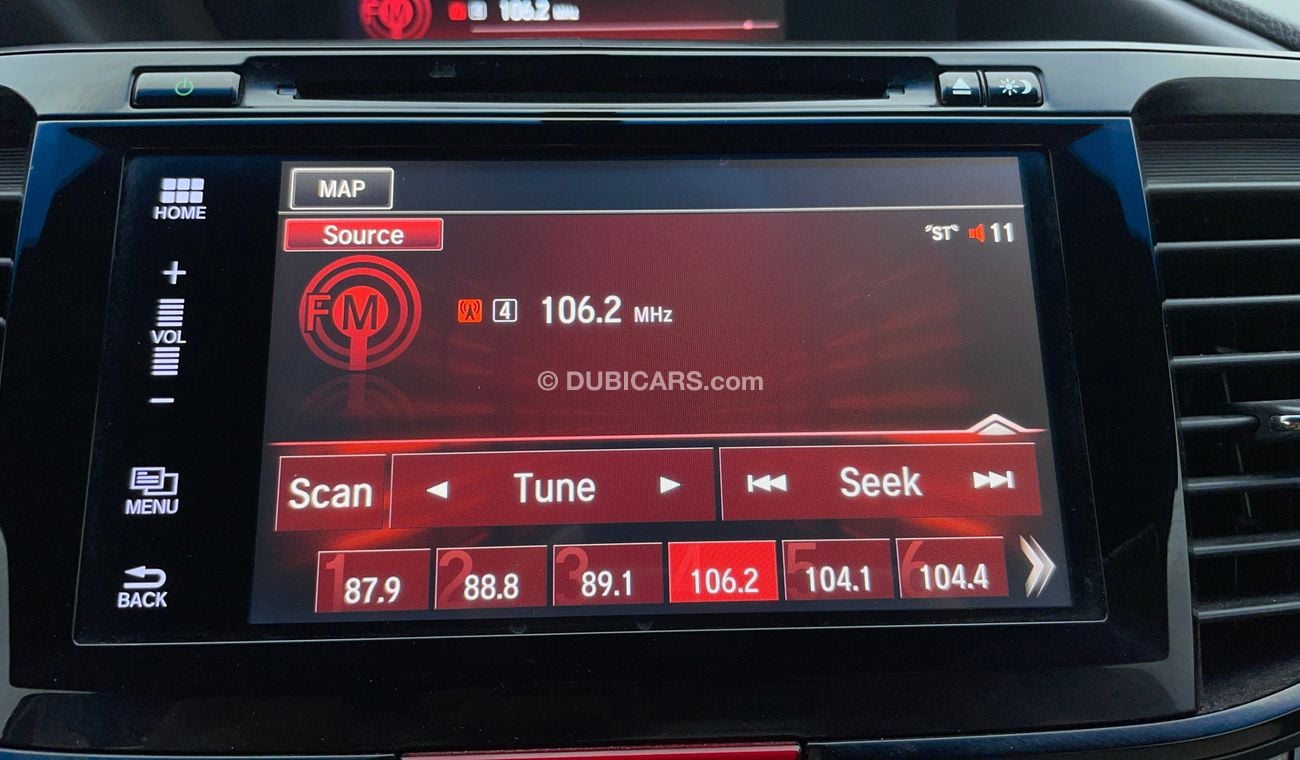 FM 4 106.2 MHz
MAP
HOME
Source
"ST" 11
+
FM 4 106.2 MHz
VOL
© DUBICARS.com
−
Scan Tune Seek
MENU
1 87.9 2 88.8 3 89.1 4 106.2 5 104.1 6 104.4
BACK